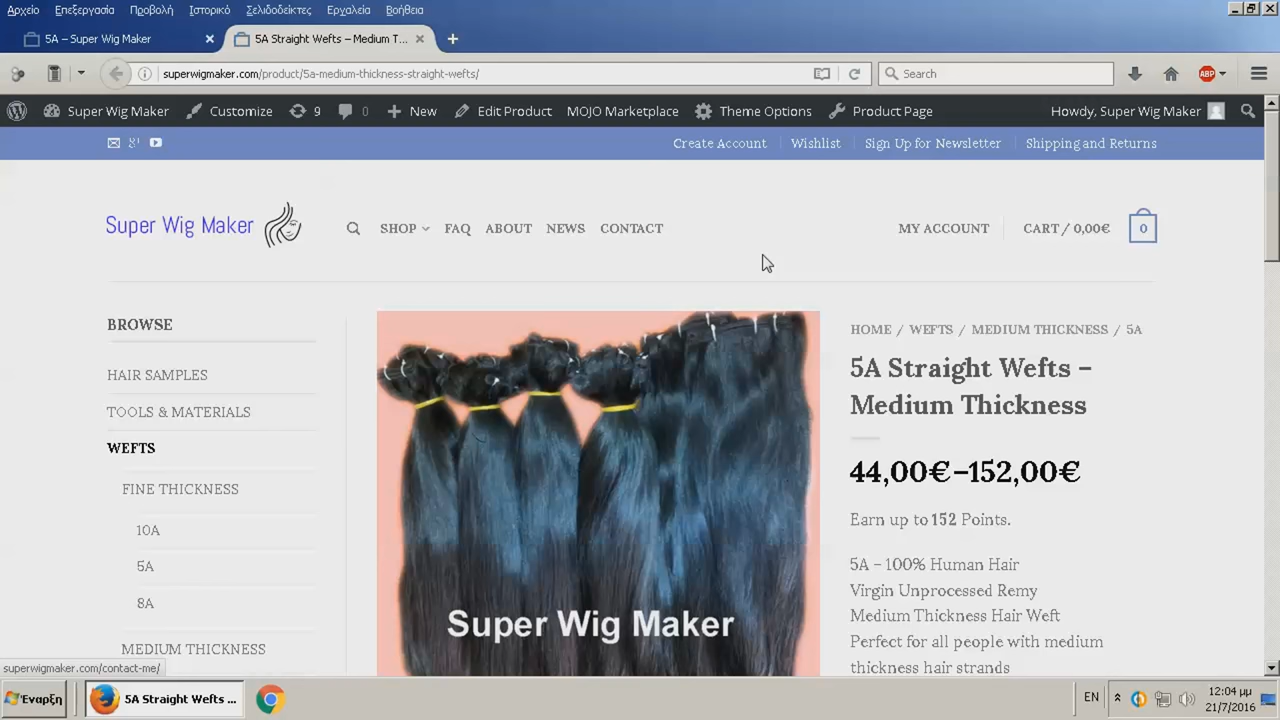 Αρχείο Επεξεργασία Προβολή Ιστορικό Σελιδοδείκτες Εργαλεία Βοήθεια
5A – Super Wig Maker
5A Straight Wefts – Medium T...
superwigmaker.com/product/5a-medium-thickness-straight-wefts/
Search
ABP
Super Wig Maker Customize 9 0 New Edit Product MOJO Marketplace Theme Options Product Page Howdy, Super Wig Maker
Create Account Wishlist Sign Up for Newsletter Shipping and Returns
Super Wig Maker
SHOP FAQ ABOUT NEWS CONTACT
MY ACCOUNT CART / 0,00€ 0
BROWSE
HAIR SAMPLES
TOOLS & MATERIALS
WEFTS
FINE THICKNESS
10A
5A
8A
MEDIUM THICKNESS
Super Wig Maker
HOME / WEFTS / MEDIUM THICKNESS / 5A
5A Straight Wefts –
Medium Thickness
44,00€–152,00€
Earn up to 152 Points.
5A – 100% Human Hair
Virgin Unprocessed Remy
Medium Thickness Hair Weft
Perfect for all people with medium
thickness hair strands
superwigmaker.com/contact-me/
Έναρξη
5A Straight Wefts ...
EN
12:04 μμ
21/7/2016